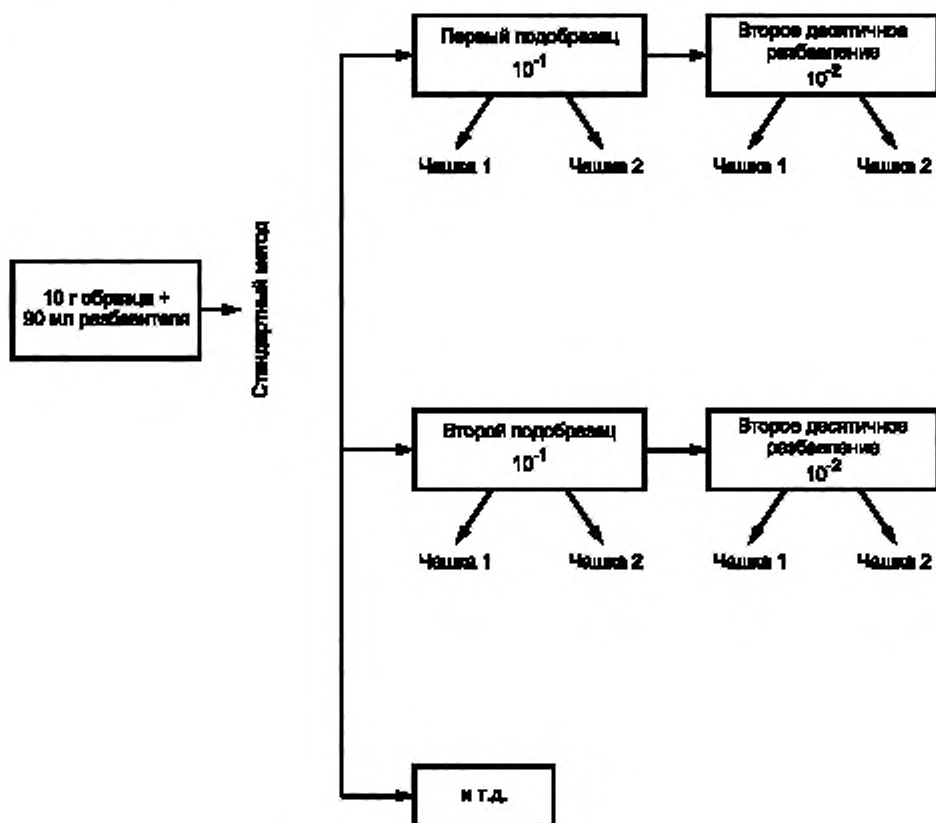 Первый подобразец
10⁻¹
Второе десятичное
разбавление
10⁻²
Чашка 1
Чашка 2
Чашка 1
Чашка 2
10 г образца +
90 мл разбавителя
Стандартный метод
Второй подобразец
10⁻¹
Второе десятичное
разбавление
10⁻²
Чашка 1
Чашка 2
Чашка 1
Чашка 2
и т.д.